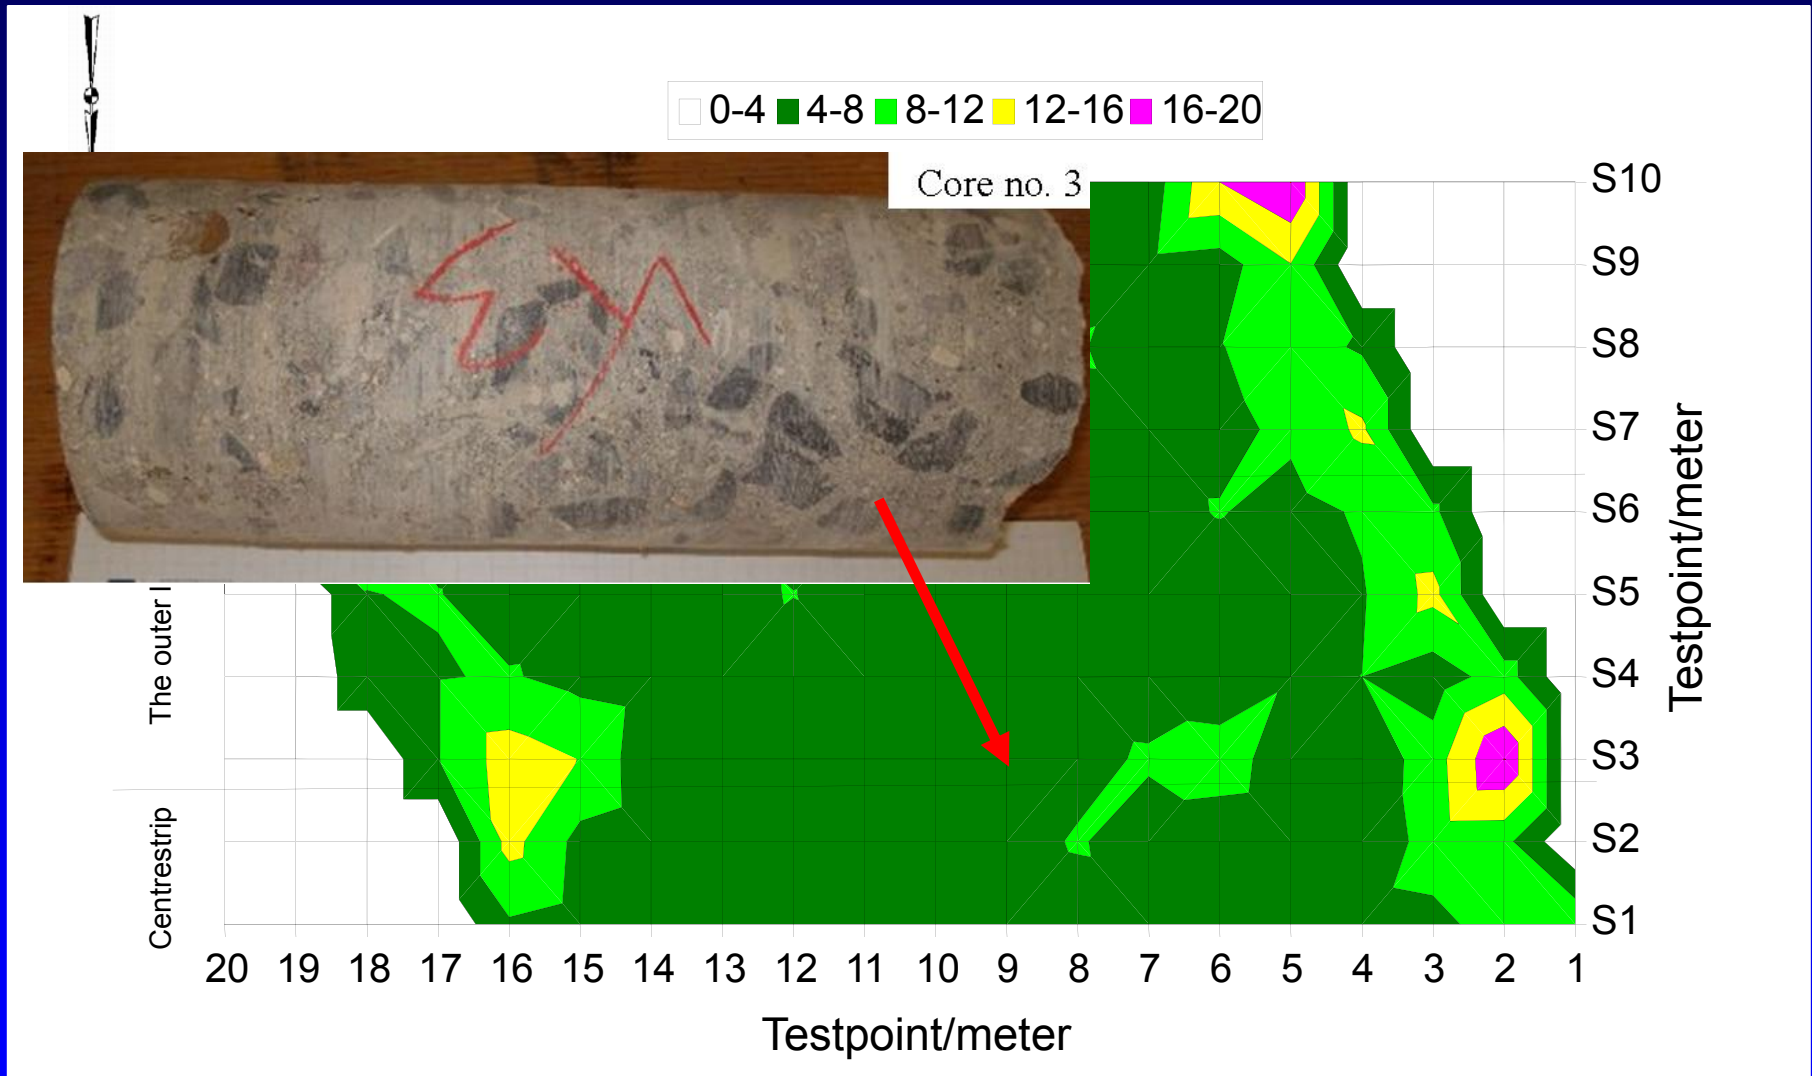 0-4 4-8 8-12 12-16 16-20
Core no. 3
S10
S9
S8
S7
S6
S5
S4
S3
S2
S1
Testpoint/meter
The outer l
Centrestrip
20 19 18 17 16 15 14 13 12 11 10 9 8 7 6 5 4 3 2 1
Testpoint/meter